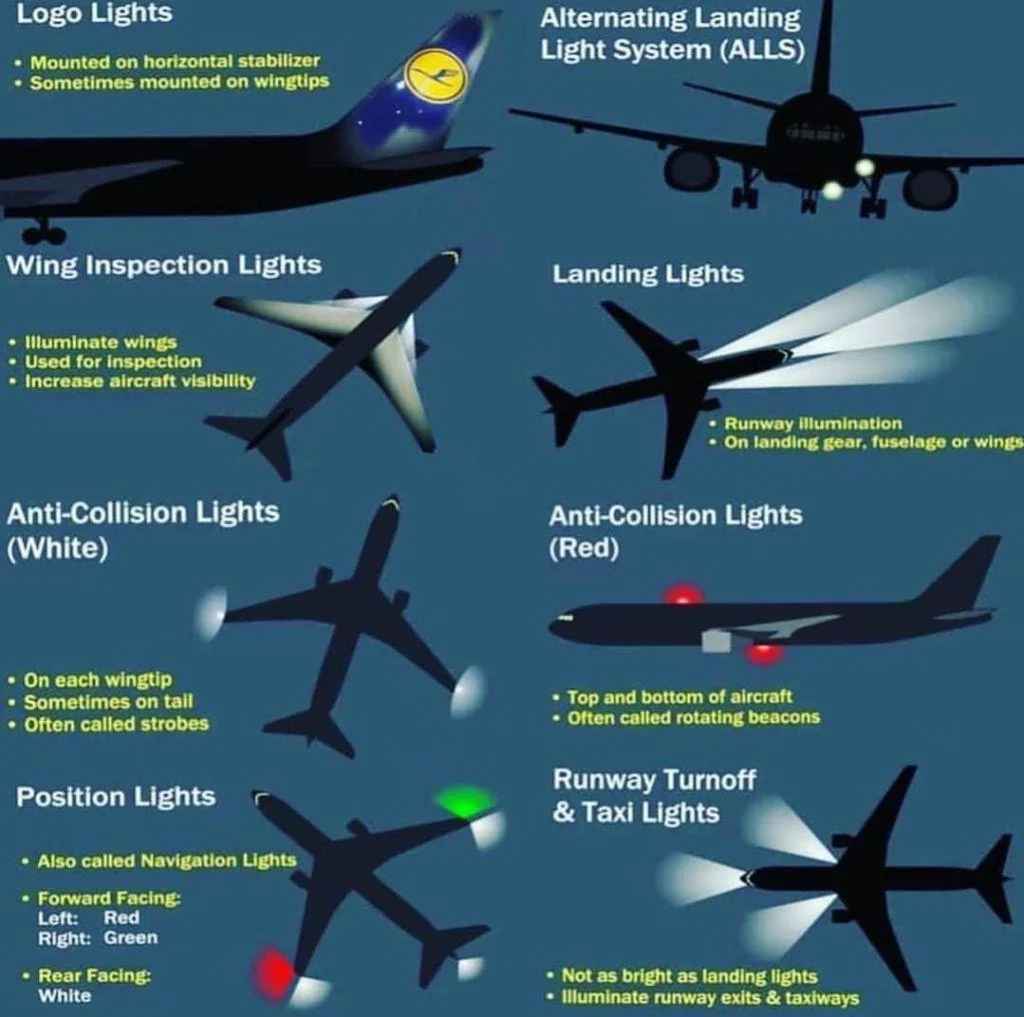 Logo Lights
• Mounted on horizontal stabilizer
• Sometimes mounted on wingtips
Alternating Landing
Light System (ALLS)
Wing Inspection Lights
• Illuminate wings
• Used for inspection
• Increase aircraft visibility
Landing Lights
• Runway illumination
• On landing gear, fuselage or wings
Anti-Collision Lights
(White)
• On each wingtip
• Sometimes on tail
• Often called strobes
Anti-Collision Lights
(Red)
• Top and bottom of aircraft
• Often called rotating beacons
Position Lights
• Also called Navigation Lights
• Forward Facing:
Left: Red
Right: Green
• Rear Facing:
White
Runway Turnoff
& Taxi Lights
• Not as bright as landing lights
• Illuminate runway exits & taxiways